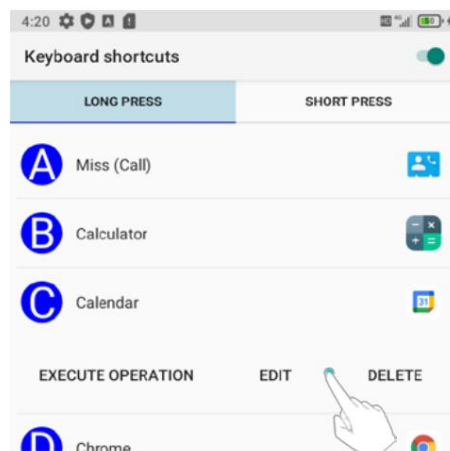 4:20
Keyboard shortcuts
LONG PRESS SHORT PRESS
A Miss (Call)
B Calculator
C Calendar
31
EXECUTE OPERATION EDIT DELETE
D Chrome